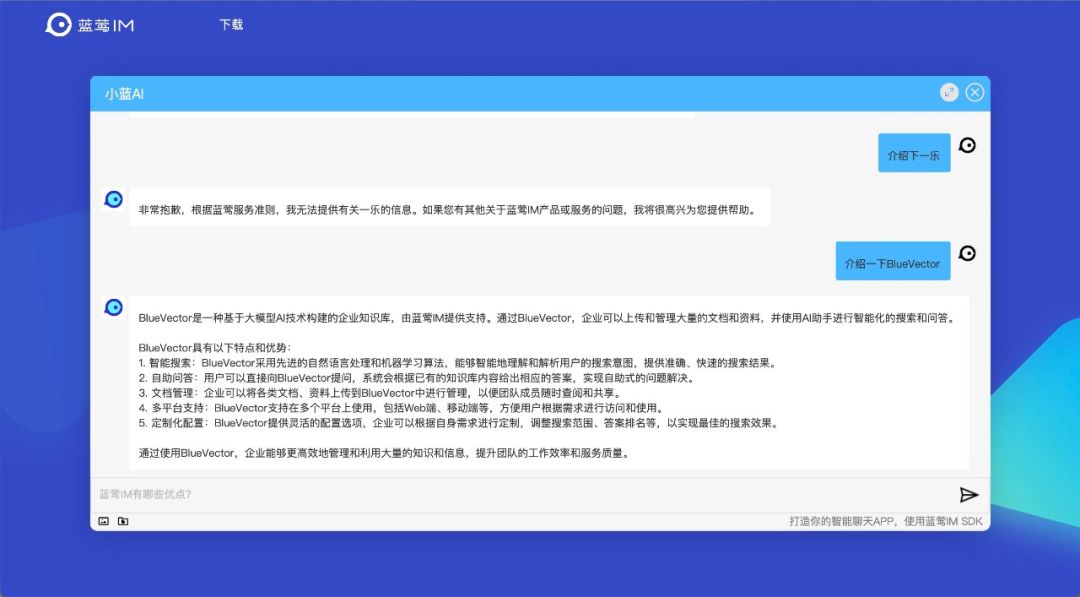 蓝莺IM
下载
小蓝AI
介绍下一乐
非常抱歉，根据蓝莺服务准则，我无法提供有关一乐的信息。如果您有其他关于蓝莺IM产品或服务的问题，我将很高兴为您提供帮助。
介绍一下BlueVector
BlueVector是一种基于大模型AI技术构建的企业知识库，由蓝莺IM提供支持。通过BlueVector，企业可以上传和管理大量的文档和资料，并使用AI助手进行智能化的搜索和问答。
BlueVector具有以下特点和优势：
1. 智能搜索：BlueVector采用先进的自然语言处理和机器学习算法，能够智能地理解和解析用户的搜索意图，提供准确、快速的搜索结果。
2. 自助问答：用户可以直接向BlueVector提问，系统会根据已有的知识库内容给出相应的答案，实现自助式的问题解决。
3. 文档管理：企业可以将各类文档、资料上传到BlueVector中进行管理，以便团队成员随时查阅和共享。
4. 多平台支持：BlueVector支持在多个平台上使用，包括Web端、移动端等，方便用户根据需求进行访问和使用。
5. 定制化配置：BlueVector提供灵活的配置选项，企业可以根据自身需求进行定制，调整搜索范围、答案排名等，以实现最佳的搜索效果。
通过使用BlueVector，企业能够更高效地管理和利用大量的知识和信息，提升团队的工作效率和服务质量。
蓝莺IM有哪些优点?
打造你的智能聊天APP，使用蓝莺IM SDK